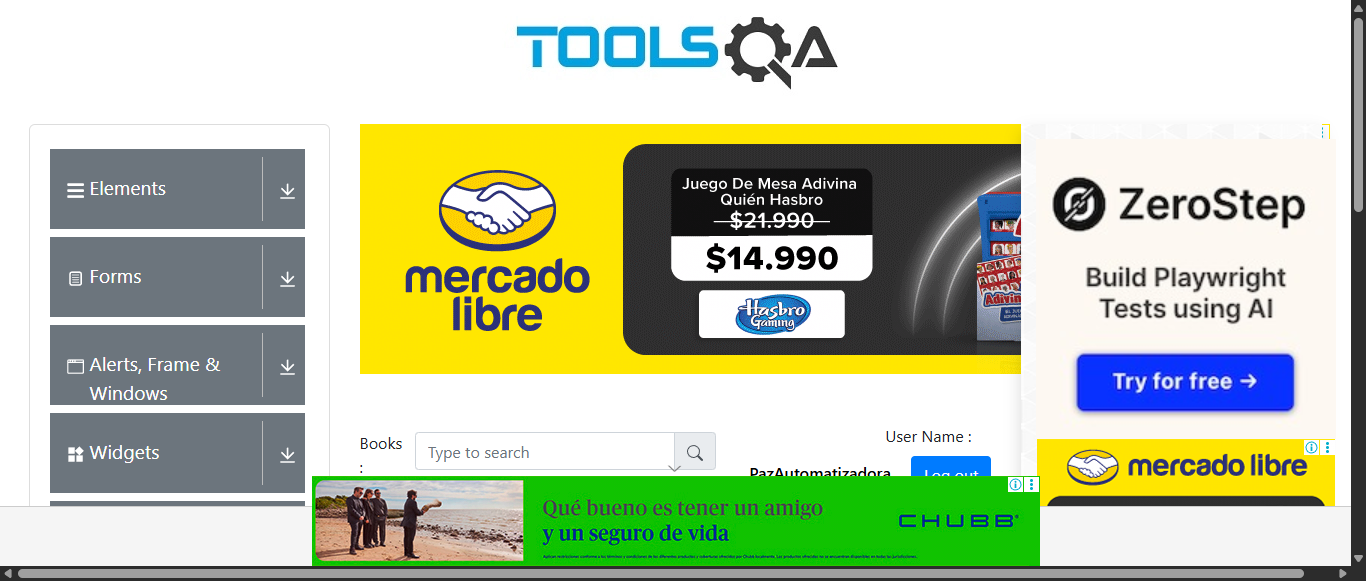 TOOLSQA
Elements
Forms
Alerts, Frame &
Windows
Widgets
mercado
libre
Juego De Mesa Adivina
Quién Hasbro
$21.990
$14.990
Hasbro
Gaming
ZeroStep
Build Playwright
Tests using AI
Try for free →
mercado libre
Books
:
Type to search
User Name :
PazAutomatizadora
Log out
Qué bueno es tener un amigo
y un seguro de vida
CHUBB®